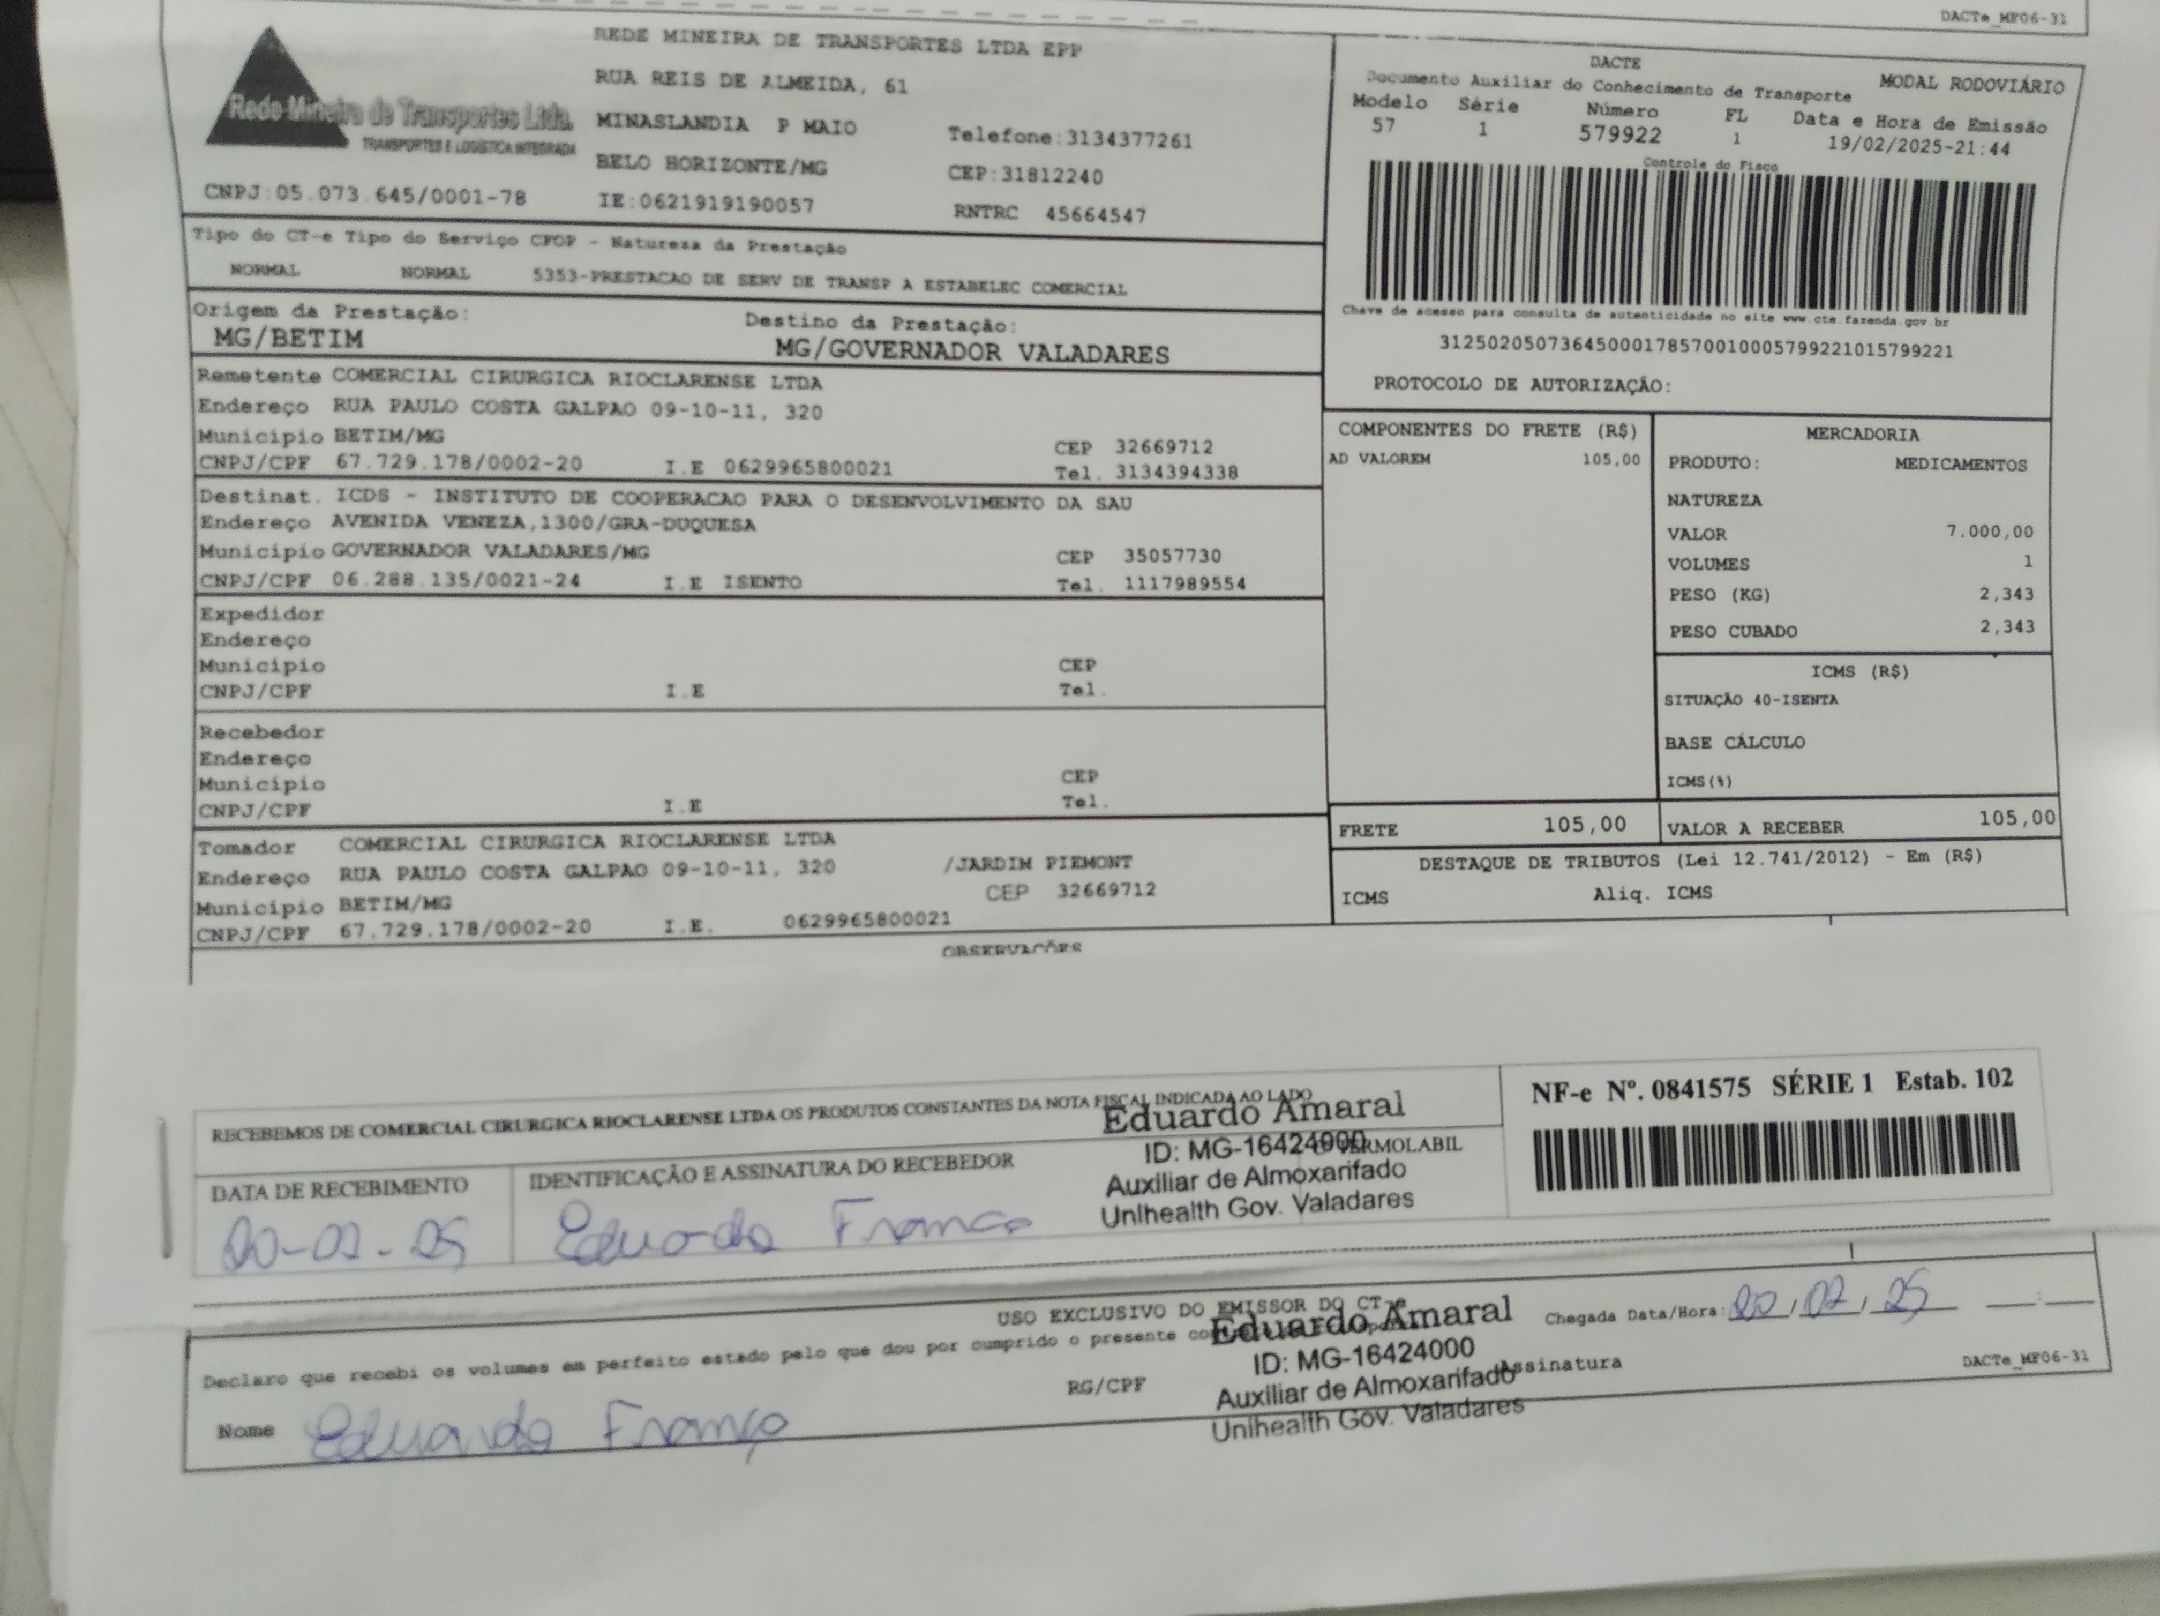 DACTe_MF06-31
REDE MINEIRA DE TRANSPORTES LTDA EPP
RUA REIS DE ALMEIDA, 61
MINASLANDIA P MAIO
Telefone:3134377261
BELO HORIZONTE/MG
CEP:31812240
Rede Mineira de Transportes Ltda.
TRANSPORTES E LOGÍSTICA INTEGRADA
CNPJ:05.073.645/0001-78
IE:0621919190057
RNTRC 45664547
DACTE
Documento Auxiliar do Conhecimento de Transporte
MODAL RODOVIÁRIO
Modelo Série Número FL Data e Hora de Emissão
57 1 579922 1 19/02/2025-21:44
Controle do Fisco
Chave de acesso para consulta de autenticidade no site www.cte.fazenda.gov.br
31250205073645000178570010005799221015799221
PROTOCOLO DE AUTORIZAÇÃO:
Tipo do CT-e Tipo do Serviço CFOP - Natureza da Prestação
NORMAL NORMAL 5353-PRESTACAO DE SERV DE TRANSP A ESTABELEC COMERCIAL
Origem da Prestação:
MG/BETIM
Destino da Prestação:
MG/GOVERNADOR VALADARES
Remetente COMERCIAL CIRURGICA RIOCLARENSE LTDA
Endereço RUA PAULO COSTA GALPAO 09-10-11, 320
Município BETIM/MG CEP 32669712
CNPJ/CPF 67.729.178/0002-20 I.E 0629965800021 Tel. 3134394338
Destinat. ICDS - INSTITUTO DE COOPERACAO PARA O DESENVOLVIMENTO DA SAU
Endereço AVENIDA VENEZA,1300/GRA-DUQUESA
Município GOVERNADOR VALADARES/MG CEP 35057730
CNPJ/CPF 06.288.135/0021-24 I.E ISENTO Tel. 1117989554
Expedidor
Endereço
Município CEP
CNPJ/CPF I.E Tel.
Recebedor
Endereço
Município CEP
CNPJ/CPF I.E Tel.
Tomador COMERCIAL CIRURGICA RIOCLARENSE LTDA
Endereço RUA PAULO COSTA GALPAO 09-10-11, 320 /JARDIM PIEMONT
Município BETIM/MG CEP 32669712
CNPJ/CPF 67.729.178/0002-20 I.E. 0629965800021
COMPONENTES DO FRETE (R$)
AD VALOREM 105,00
MERCADORIA
PRODUTO: MEDICAMENTOS
NATUREZA
VALOR 7.000,00
VOLUMES 1
PESO (KG) 2,343
PESO CUBADO 2,343
ICMS (R$)
SITUAÇÃO 40-ISENTA
BASE CÁLCULO
ICMS(%)
FRETE 105,00
VALOR A RECEBER 105,00
DESTAQUE DE TRIBUTOS (Lei 12.741/2012) - Em (R$)
ICMS Aliq. ICMS
OBSERVAÇÕES
RECEBEMOS DE COMERCIAL CIRURGICA RIOCLARENSE LTDA OS PRODUTOS CONSTANTES DA NOTA FISCAL INDICADA AO LADO
DATA DE RECEBIMENTO
20-02-25
IDENTIFICAÇÃO E ASSINATURA DO RECEBEDOR
Eduardo Franco
Eduardo Amaral
ID: MG-16424000
Auxiliar de Almoxarifado
Unihealth Gov. Valadares
NF-e Nº. 0841575 SÉRIE 1 Estab. 102
USO EXCLUSIVO DO EMISSOR DO CT-e
Declaro que recebi os volumes em perfeito estado pelo que dou por cumprido o presente
Chegada Data/Hora: 20/02/25 __:__
Eduardo Amaral
ID: MG-16424000
Auxiliar de Almoxarifado
Unihealth Gov. Valadares
RG/CPF
Assinatura
DACTe_MF06-31
Nome Eduardo Franco